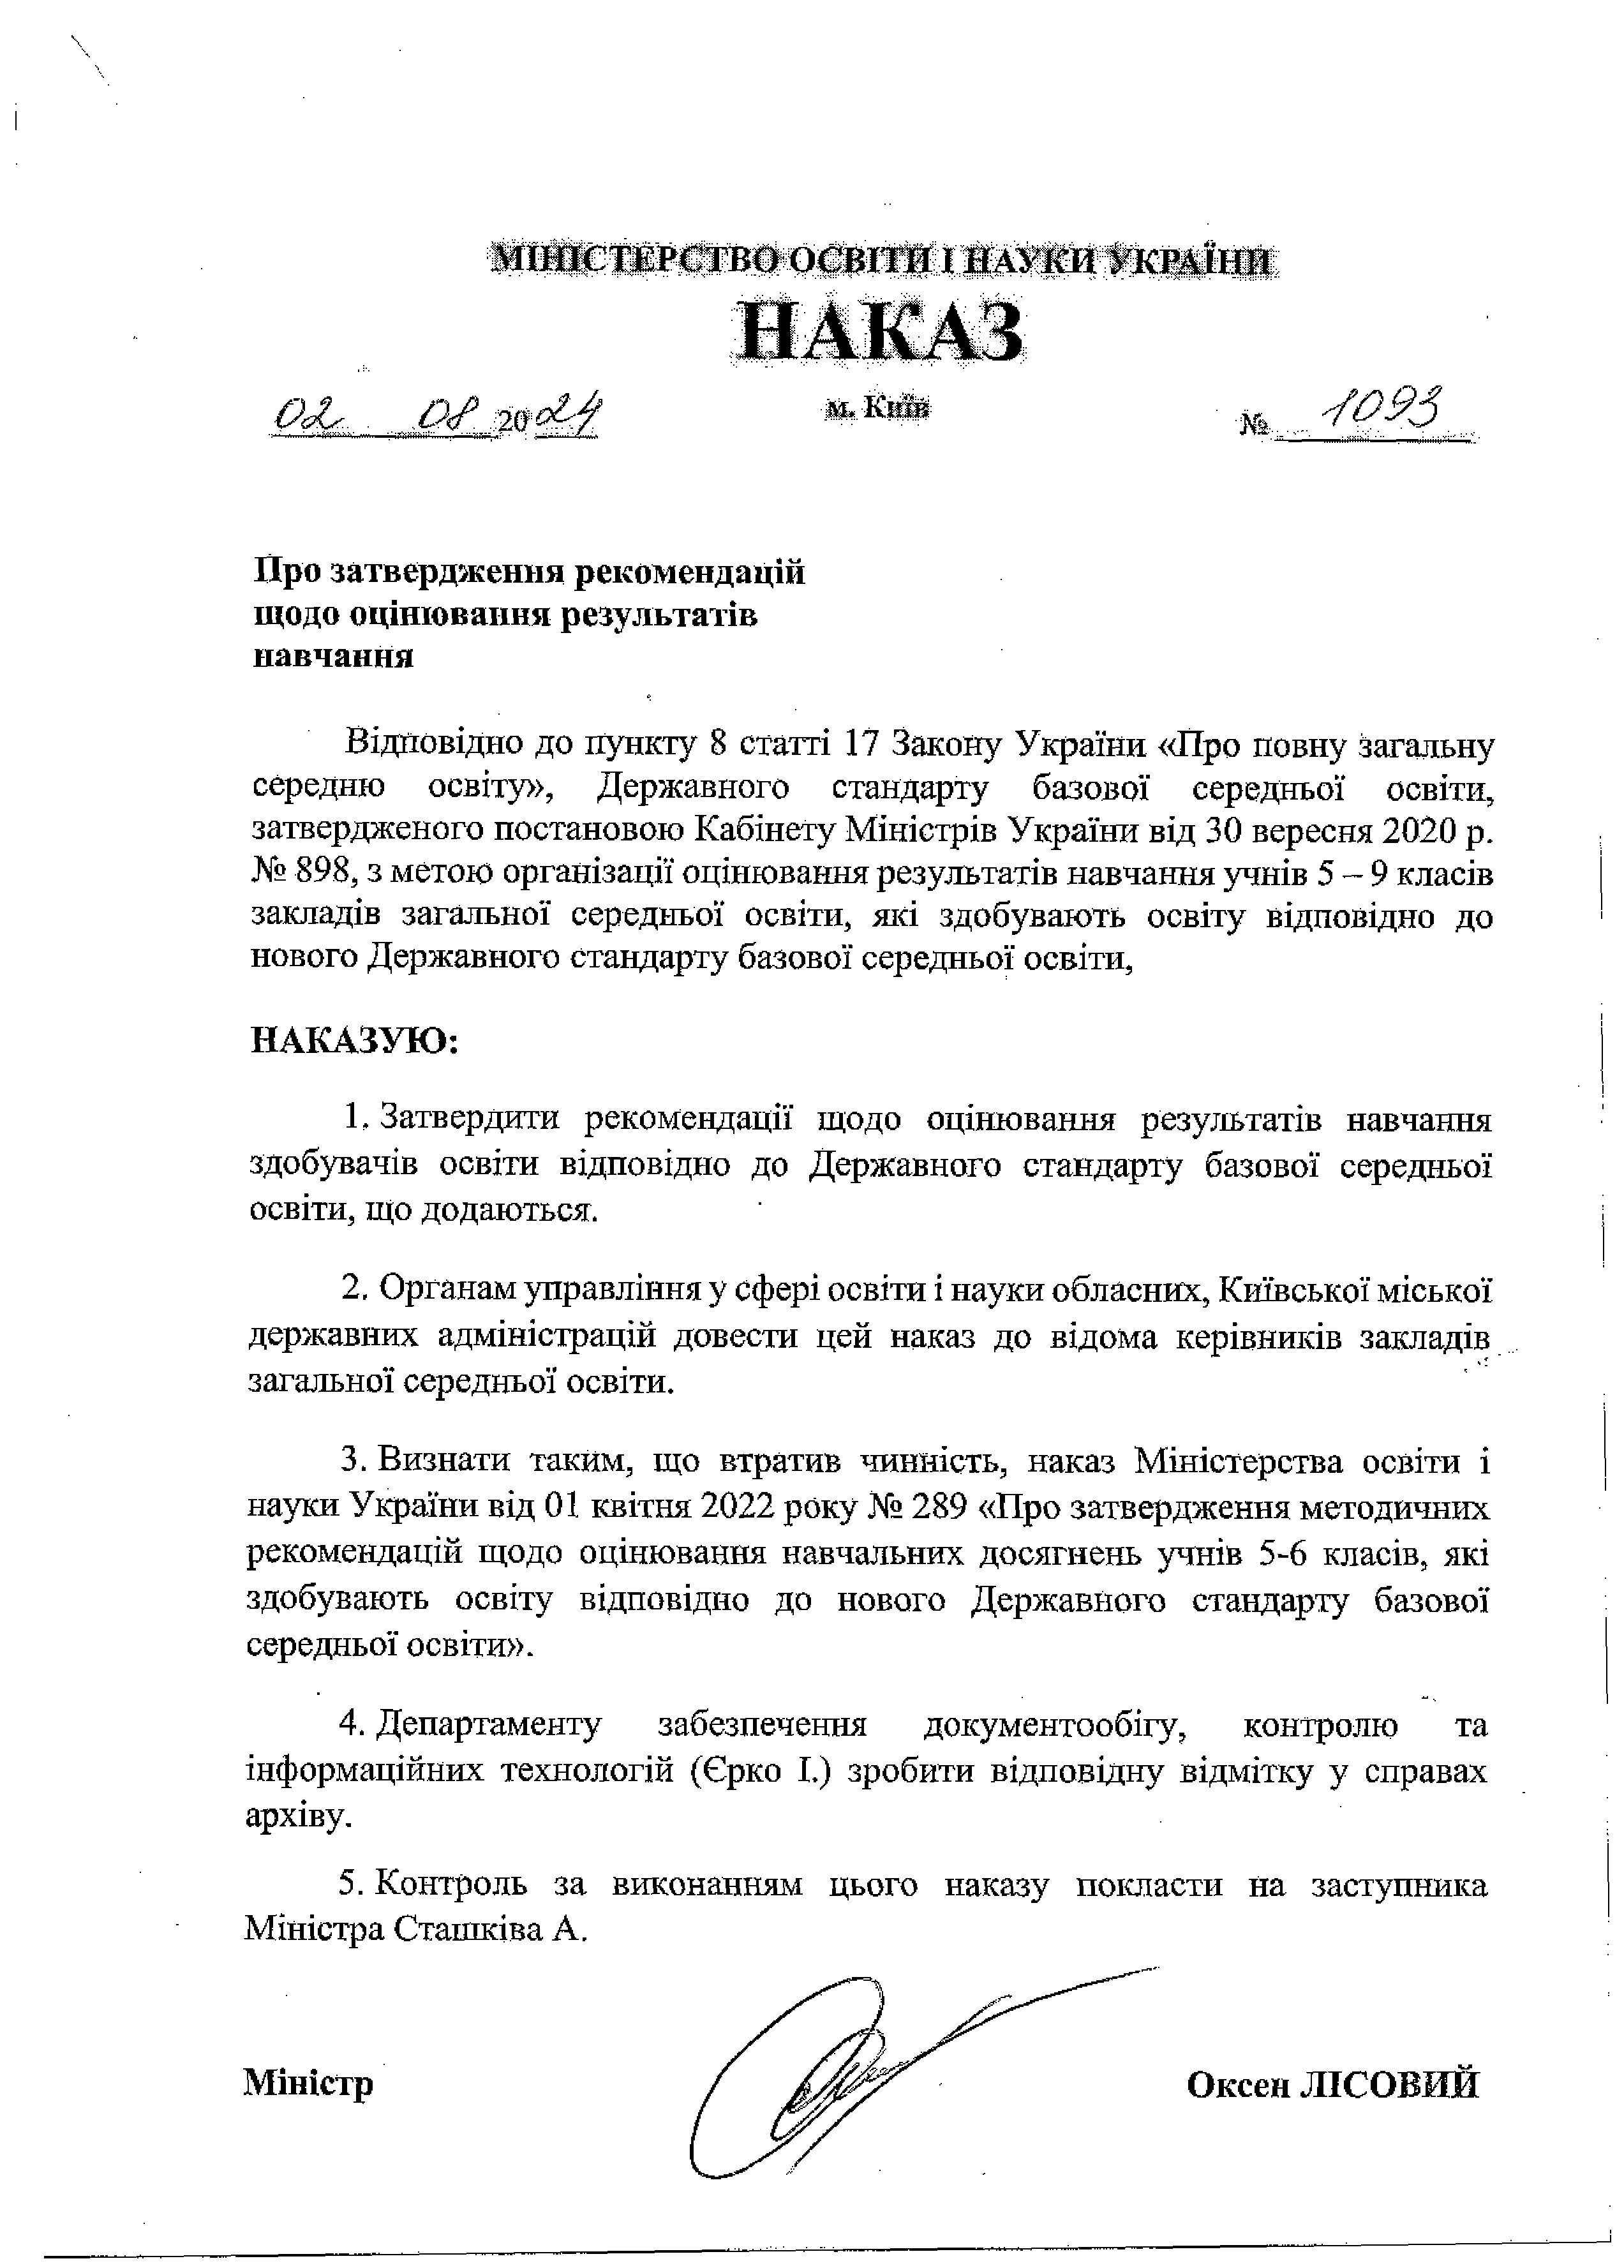 МІНІСТЕРСТВО ОСВІТИ І НАУКИ УКРАЇНИ
НАКАЗ
02 08 2024 м. Київ № 1093
Про затвердження рекомендацій
щодо оцінювання результатів
навчання
Відповідно до пункту 8 статті 17 Закону України «Про повну загальну
середню освіту», Державного стандарту базової середньої освіти,
затвердженого постановою Кабінету Міністрів України від 30 вересня 2020 р.
№ 898, з метою організації оцінювання результатів навчання учнів 5 – 9 класів
закладів загальної середньої освіти, які здобувають освіту відповідно до
нового Державного стандарту базової середньої освіти,
НАКАЗУЮ:
1. Затвердити рекомендації щодо оцінювання результатів навчання
здобувачів освіти відповідно до Державного стандарту базової середньої
освіти, що додаються.
2. Органам управління у сфері освіти і науки обласних, Київської міської
державних адміністрацій довести цей наказ до відома керівників закладів
загальної середньої освіти.
3. Визнати таким, що втратив чинність, наказ Міністерства освіти і
науки України від 01 квітня 2022 року № 289 «Про затвердження методичних
рекомендацій щодо оцінювання навчальних досягнень учнів 5-6 класів, які
здобувають освіту відповідно до нового Державного стандарту базової
середньої освіти».
4. Департаменту забезпечення документообігу, контролю та
інформаційних технологій (Єрко І.) зробити відповідну відмітку у справах
архіву.
5. Контроль за виконанням цього наказу покласти на заступника
Міністра Сташківа А.
Міністр Оксен ЛІСОВИЙ